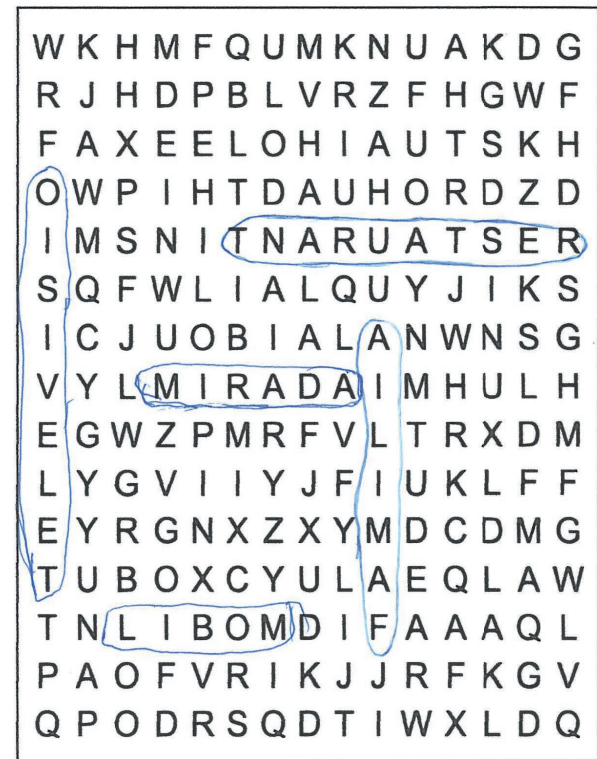 W K H M F Q U M K N U A K D G
R J H D P B L V R Z F H G W F
F A X E E L O H I A U T S K H
O W P I H T D A U H O R D Z D
I M S N I T N A R U A T S E R
S Q F W L I A L Q U Y J I K S
I C J U O B I A L A N W N S G
V Y L M I R A D A I M H U L H
E G W Z P M R F V L T R X D M
L Y G V I I Y J F I U K L F F
E Y R G N X Z X Y M D C D M G
T U B O X C Y U L A E Q L A W
T N L I B O M D I F A A A Q L
P A O F V R I K J J R F K G V
Q P O D R S Q D T I W X L D Q